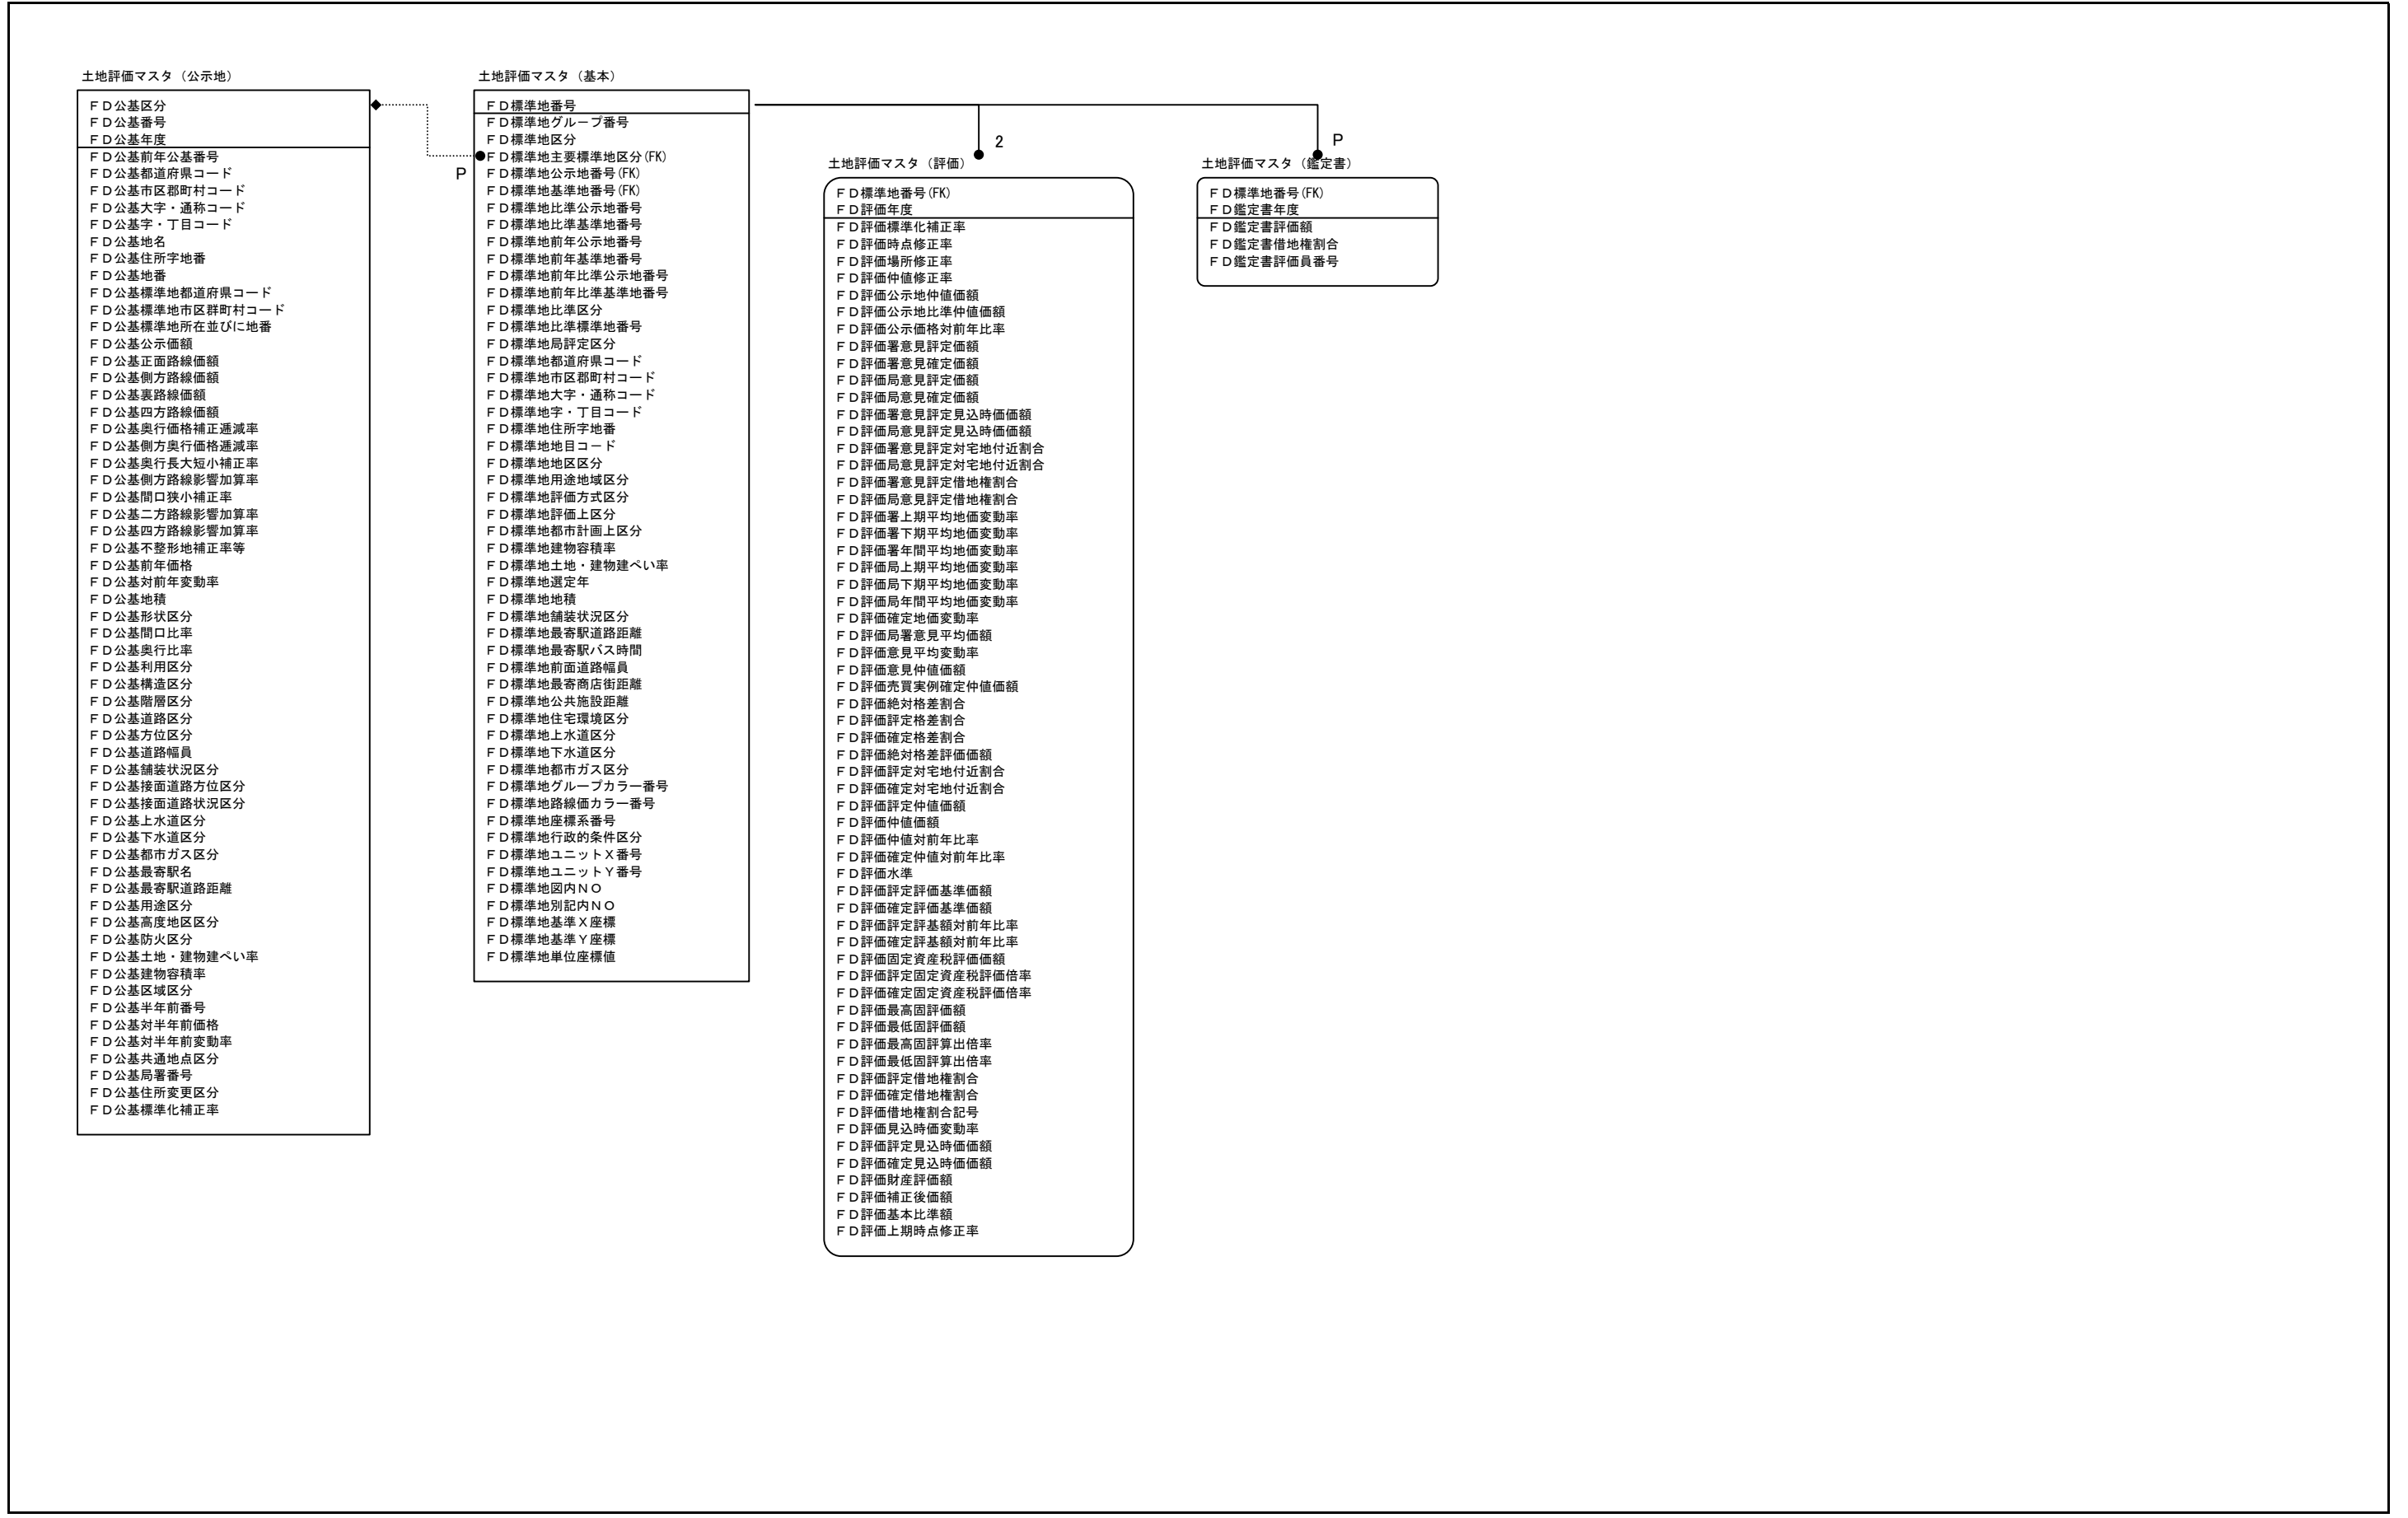 土地評価マスタ（公示地）
ＦＤ公基区分
ＦＤ公基番号
ＦＤ公基年度
ＦＤ公基前年公基番号
ＦＤ公基都道府県コード
ＦＤ公基市区郡町村コード
ＦＤ公基大字・通称コード
ＦＤ公基字・丁目コード
ＦＤ公基地名
ＦＤ公基住所字地番
ＦＤ公基地番
ＦＤ公基標準地都道府県コード
ＦＤ公基標準地市区群町村コード
ＦＤ公基標準地所在並びに地番
ＦＤ公基公示価額
ＦＤ公基正面路線価額
ＦＤ公基側方路線価額
ＦＤ公基裏路線価額
ＦＤ公基四方路線価額
ＦＤ公基奥行価格補正逓減率
ＦＤ公基側方奥行価格逓減率
ＦＤ公基奥行長大短小補正率
ＦＤ公基側方路線影響加算率
ＦＤ公基間口狭小補正率
ＦＤ公基二方路線影響加算率
ＦＤ公基四方路線影響加算率
ＦＤ公基不整形地補正率等
ＦＤ公基前年価格
ＦＤ公基対前年変動率
ＦＤ公基地積
ＦＤ公基形状区分
ＦＤ公基間口比率
ＦＤ公基奥行比率
ＦＤ公基利用区分
ＦＤ公基構造区分
ＦＤ公基階層区分
ＦＤ公基道路区分
ＦＤ公基方位区分
ＦＤ公基道路幅員
ＦＤ公基舗装状況区分
ＦＤ公基接面道路方位区分
ＦＤ公基接面道路状況区分
ＦＤ公基上水道区分
ＦＤ公基下水道区分
ＦＤ公基都市ガス区分
ＦＤ公基最寄駅名
ＦＤ公基最寄駅道路距離
ＦＤ公基用途区分
ＦＤ公基高度地区区分
ＦＤ公基防火区分
ＦＤ公基土地・建物建ぺい率
ＦＤ公基建物容積率
ＦＤ公基区域区分
ＦＤ公基半年前番号
ＦＤ公基対半年前価格
ＦＤ公基対半年前変動率
ＦＤ公基共通地点区分
ＦＤ公基局署番号
ＦＤ公基住所変更区分
ＦＤ公基標準化補正率
P
土地評価マスタ（基本）
ＦＤ標準地番号
ＦＤ標準地グループ番号
ＦＤ標準地区分
ＦＤ標準地主要標準地区分(FK)
ＦＤ標準地公示地番号(FK)
ＦＤ標準地基準地番号(FK)
ＦＤ標準地比準公示地番号
ＦＤ標準地比準基準地番号
ＦＤ標準地前年公示地番号
ＦＤ標準地前年基準地番号
ＦＤ標準地前年比準公示地番号
ＦＤ標準地前年比準基準地番号
ＦＤ標準地比準区分
ＦＤ標準地比準標準地番号
ＦＤ標準地局評定区分
ＦＤ標準地都道府県コード
ＦＤ標準地市区郡町村コード
ＦＤ標準地大字・通称コード
ＦＤ標準地字・丁目コード
ＦＤ標準地住所字地番
ＦＤ標準地地目コード
ＦＤ標準地地区区分
ＦＤ標準地用途地域区分
ＦＤ標準地評価方式区分
ＦＤ標準地評価上区分
ＦＤ標準地都市計画上区分
ＦＤ標準地建物容積率
ＦＤ標準地土地・建物建ぺい率
ＦＤ標準地選定年
ＦＤ標準地地積
ＦＤ標準地舗装状況区分
ＦＤ標準地最寄駅道路距離
ＦＤ標準地最寄駅バス時間
ＦＤ標準地前面道路幅員
ＦＤ標準地最寄商店街距離
ＦＤ標準地公共施設距離
ＦＤ標準地住宅環境区分
ＦＤ標準地上水道区分
ＦＤ標準地下水道区分
ＦＤ標準地都市ガス区分
ＦＤ標準地グループカラー番号
ＦＤ標準地路線価カラー番号
ＦＤ標準地座標系番号
ＦＤ標準地行政的条件区分
ＦＤ標準地ユニットＸ番号
ＦＤ標準地ユニットＹ番号
ＦＤ標準地図内ＮＯ
ＦＤ標準地別記内ＮＯ
ＦＤ標準地基準Ｘ座標
ＦＤ標準地基準Ｙ座標
ＦＤ標準地単位座標値
2
土地評価マスタ（評価）
ＦＤ標準地番号(FK)
ＦＤ評価年度
ＦＤ評価標準化補正率
ＦＤ評価時点修正率
ＦＤ評価場所修正率
ＦＤ評価仲値修正率
ＦＤ評価公示地仲値価額
ＦＤ評価公示地比準仲値価額
ＦＤ評価公示価格対前年比率
ＦＤ評価署意見評定価額
ＦＤ評価署意見確定価額
ＦＤ評価局意見評定価額
ＦＤ評価局意見確定価額
ＦＤ評価署意見評定見込時価価額
ＦＤ評価局意見評定見込時価価額
ＦＤ評価署意見評定対宅地付近割合
ＦＤ評価局意見評定対宅地付近割合
ＦＤ評価署意見評定借地権割合
ＦＤ評価局意見評定借地権割合
ＦＤ評価署上期平均地価変動率
ＦＤ評価署下期平均地価変動率
ＦＤ評価署年間平均地価変動率
ＦＤ評価局上期平均地価変動率
ＦＤ評価局下期平均地価変動率
ＦＤ評価局年間平均地価変動率
ＦＤ評価確定地価変動率
ＦＤ評価局署意見平均価額
ＦＤ評価意見平均変動率
ＦＤ評価意見仲値価額
ＦＤ評価売買実例確定仲値価額
ＦＤ評価絶対格差割合
ＦＤ評価評定格差割合
ＦＤ評価確定格差割合
ＦＤ評価絶対格差評価価額
ＦＤ評価評定対宅地付近割合
ＦＤ評価確定対宅地付近割合
ＦＤ評価評定仲値価額
ＦＤ評価仲値価額
ＦＤ評価仲値対前年比率
ＦＤ評価確定仲値対前年比率
ＦＤ評価水準
ＦＤ評価評定評価基準価額
ＦＤ評価確定評価基準価額
ＦＤ評価評定評基額対前年比率
ＦＤ評価確定評基額対前年比率
ＦＤ評価固定資産税評価価額
ＦＤ評価評定固定資産税評価倍率
ＦＤ評価確定固定資産税評価倍率
ＦＤ評価最高固評価額
ＦＤ評価最低固評価額
ＦＤ評価最高固評算出倍率
ＦＤ評価最低固評算出倍率
ＦＤ評価評定借地権割合
ＦＤ評価確定借地権割合
ＦＤ評価借地権割合記号
ＦＤ評価見込時価変動率
ＦＤ評価評定見込時価価額
ＦＤ評価確定見込時価価額
ＦＤ評価財産評価額
ＦＤ評価補正後価額
ＦＤ評価基本比準額
ＦＤ評価上期時点修正率
P
土地評価マスタ（鑑定書）
ＦＤ標準地番号(FK)
ＦＤ鑑定書年度
ＦＤ鑑定書評価額
ＦＤ鑑定書借地権割合
ＦＤ鑑定書評価員番号